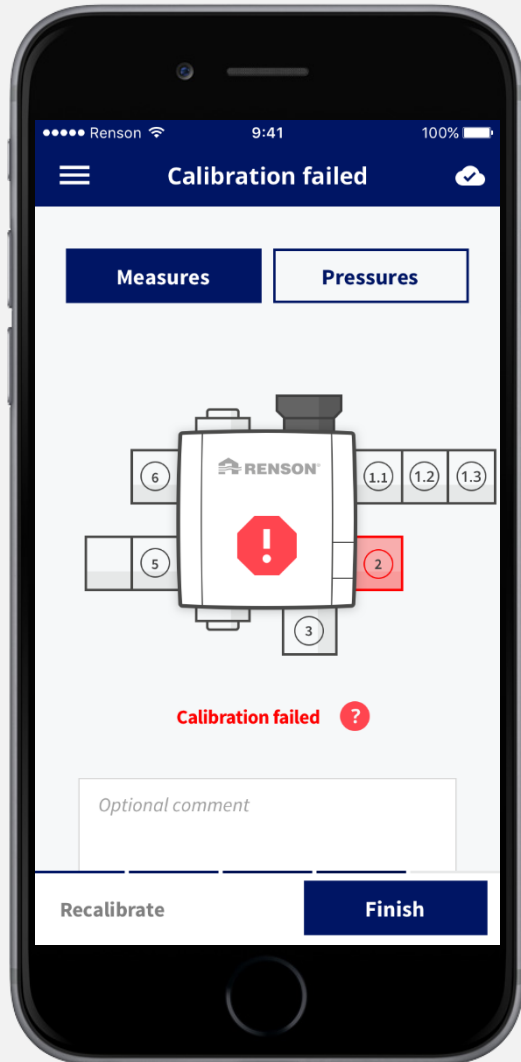 Renson 9:41 100%
Calibration failed
Measures Pressures
RENSON®
6 1.1 1.2 1.3
!
5 2
3
Calibration failed ?
Optional comment
Recalibrate Finish